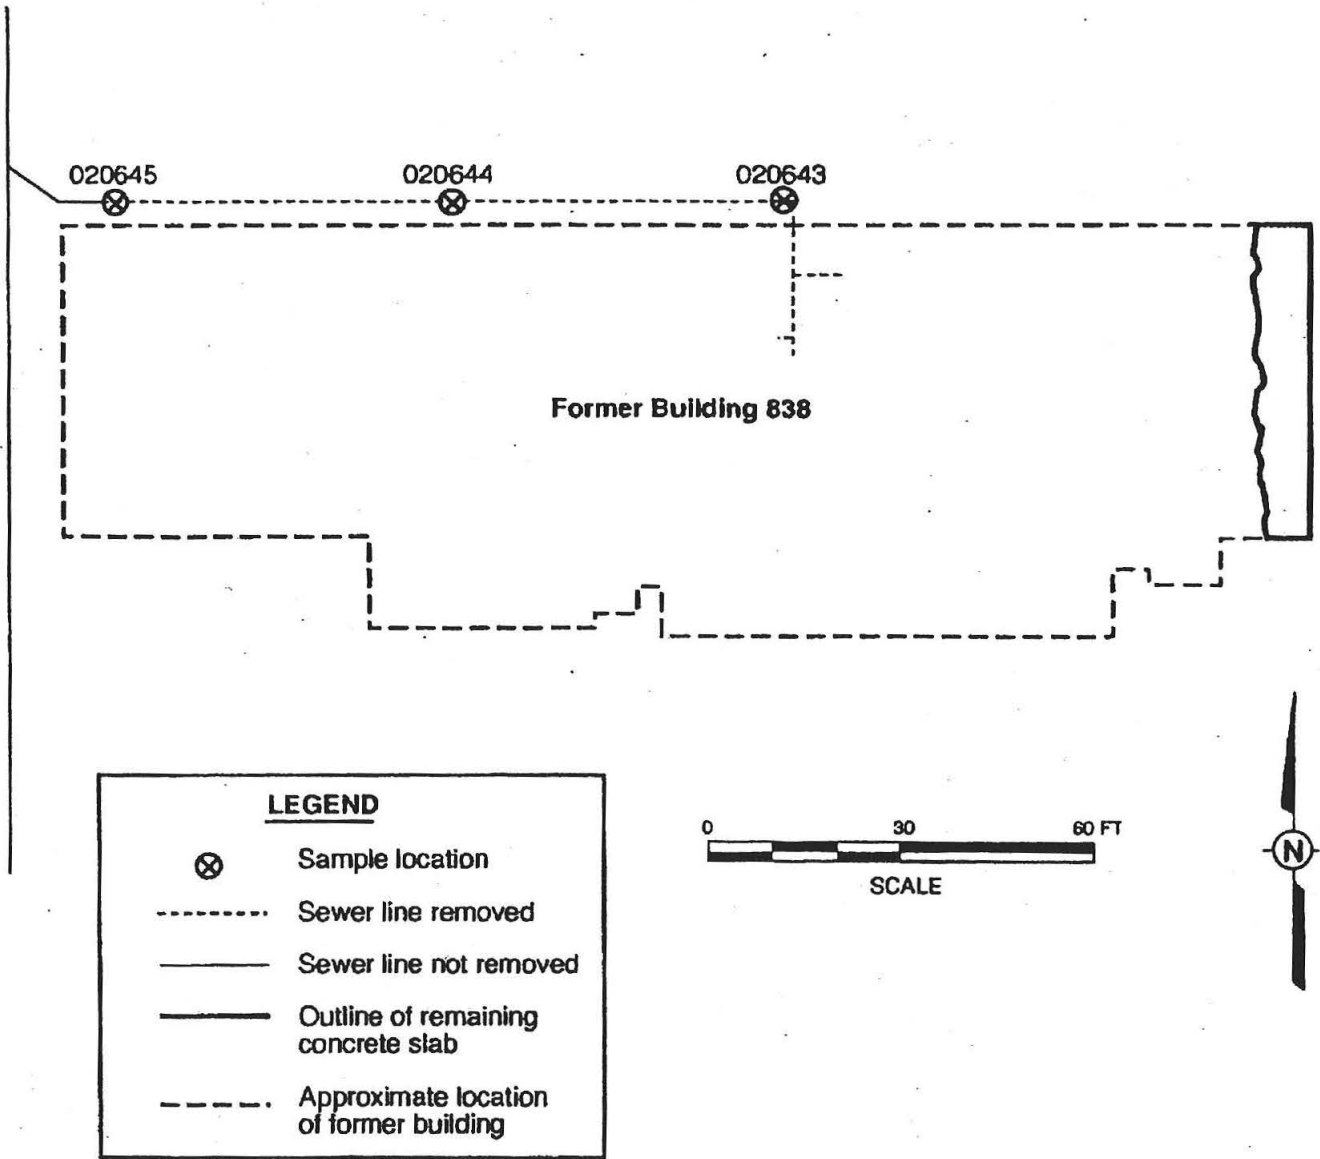 020645
020644
020643
Former Building 838
LEGEND
Sample location
Sewer line removed
Sewer line not removed
Outline of remaining
concrete slab
Approximate location
of former building
0 30 60 FT
SCALE
N